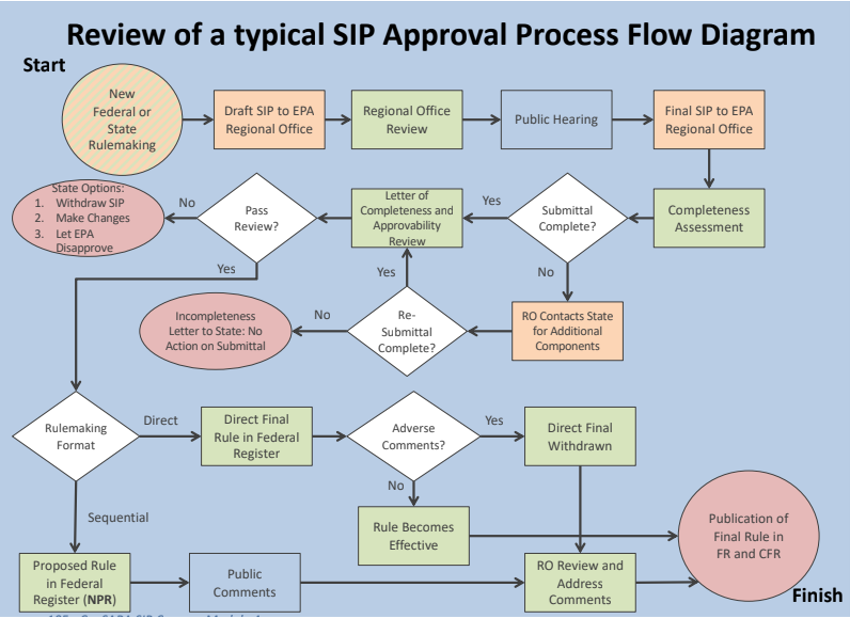 Review of a typical SIP Approval Process Flow Diagram
Start
New
Federal or
State
Rulemaking
Draft SIP to EPA
Regional Office
Regional Office
Review
Public Hearing
Final SIP to EPA
Regional Office
State Options:
1. Withdraw SIP
2. Make Changes
3. Let EPA
Disapprove
No
Pass
Review?
Letter of
Completeness and
Approvability
Review
Yes
Submittal
Complete?
Completeness
Assessment
Yes
Yes
No
Incompleteness
Letter to State: No
Action on Submittal
No
Re-
Submittal
Complete?
RO Contacts State
for Additional
Components
Rulemaking
Format
Direct
Direct Final
Rule in Federal
Register
Adverse
Comments?
Yes
Direct Final
Withdrawn
No
Sequential
Rule Becomes
Effective
Publication of
Final Rule in
FR and CFR
Proposed Rule
in Federal
Register (NPR)
Public
Comments
RO Review and
Address
Comments
Finish